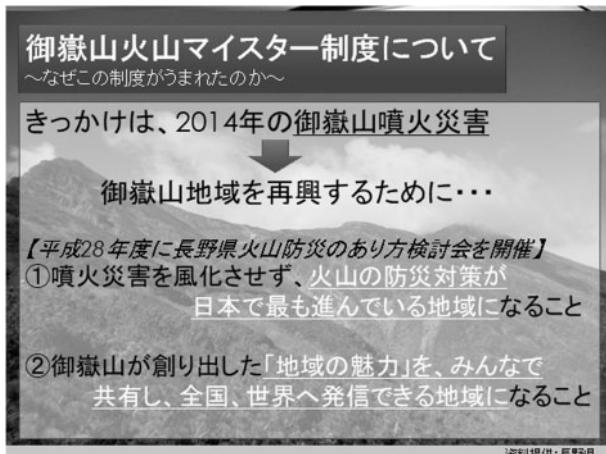 御嶽山火山マイスター制度について
～なぜこの制度がうまれたのか～
きっかけは、2014年の御嶽山噴火災害
御嶽山地域を再興するために・・・
【平成28年度に長野県火山防災のあり方検討会を開催】
①噴火災害を風化させず、火山の防災対策が
日本で最も進んでいる地域になること
②御嶽山が創り出した「地域の魅力」を、みんなで
共有し、全国、世界へ発信できる地域になること
資料提供：長野県